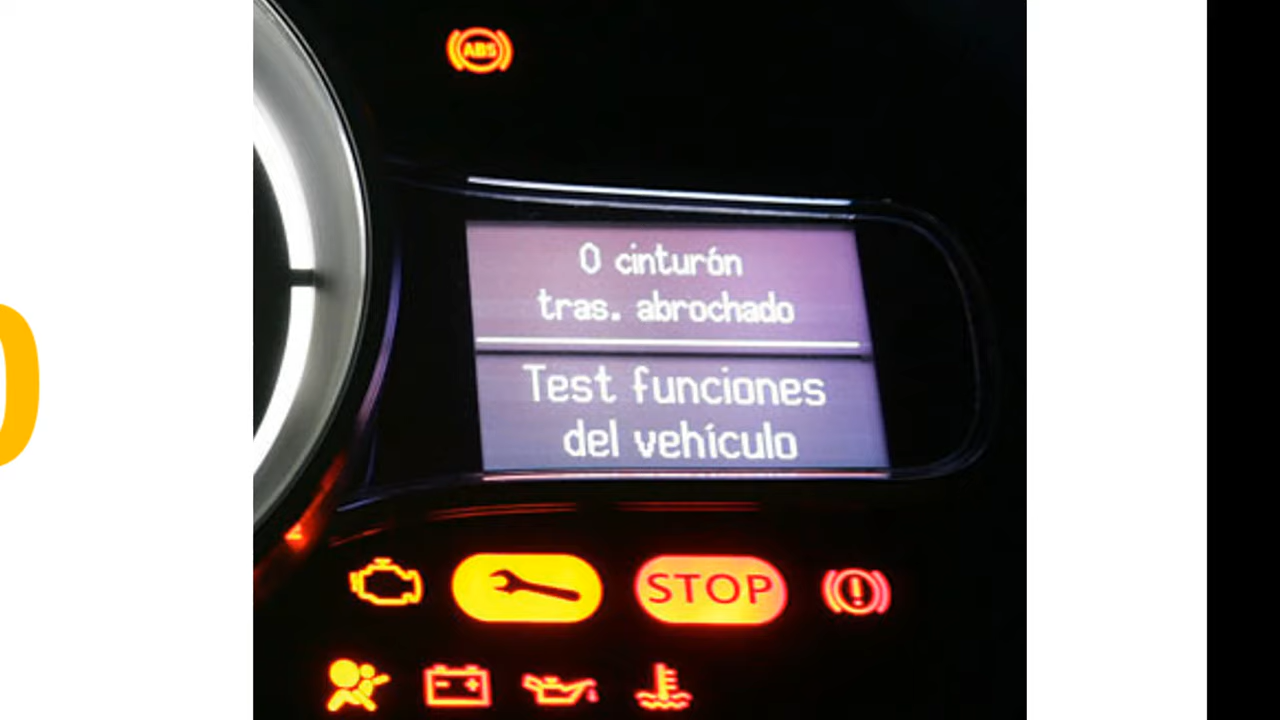 ABS
0 cinturón
tras. abrochado
Test funciones
del vehículo
STOP